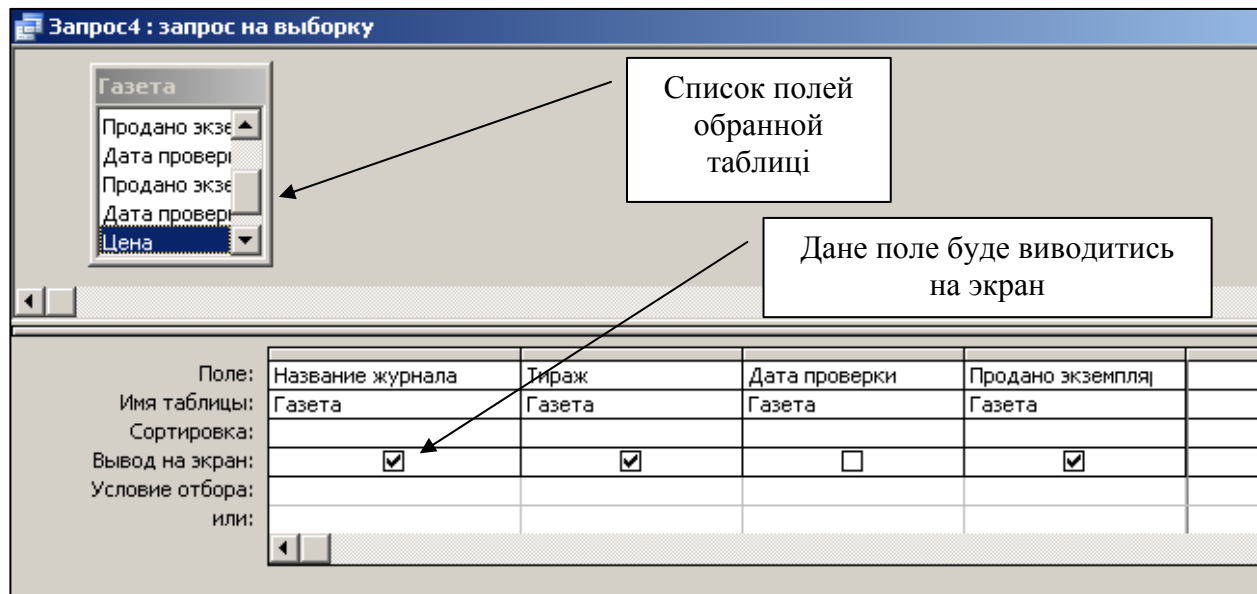 Запрос4 : запрос на выборку
Газета
Продано экзе
Дата провер
Продано экзе
Дата провер
Цена
Список полей
обранной
таблиці
Дане поле буде виводитись
на экран
Поле: Название журнала Тираж Дата проверки Продано экземпляр
Имя таблицы: Газета Газета Газета Газета
Сортировка:
Вывод на экран:
Условие отбора:
или: